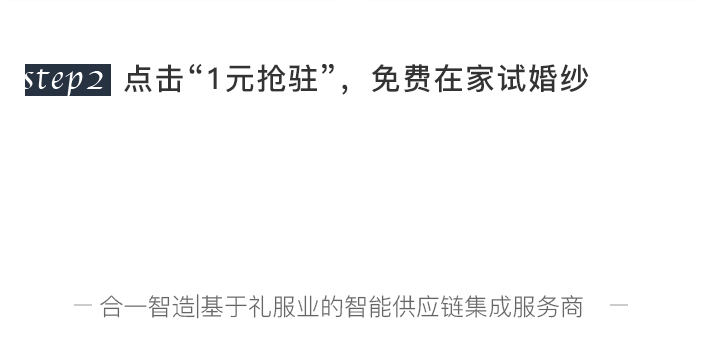 step2 点击“1元抢驻”，免费在家试婚纱
— 合一智造|基于礼服业的智能供应链集成服务商 —